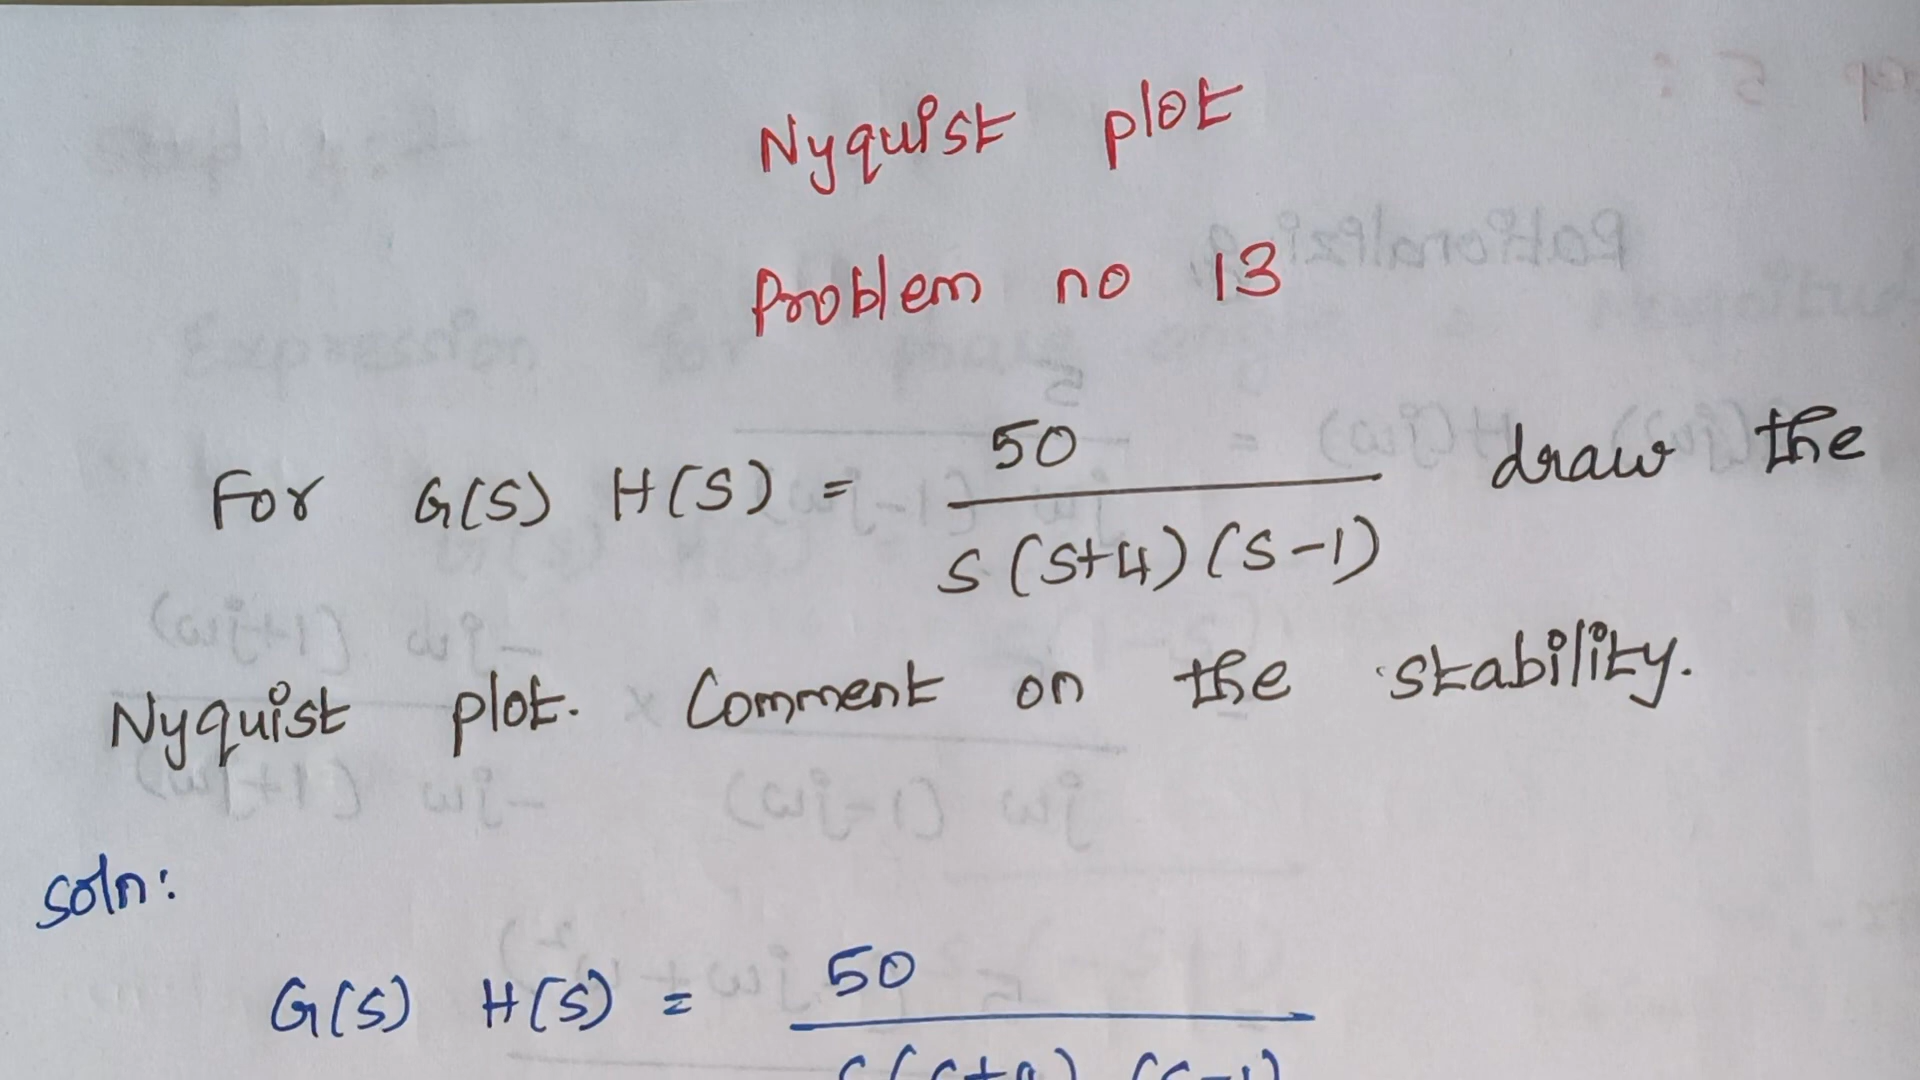 Nyquist plot
Problem no 13
For G(S) H(S) = 50 / S(S+4)(S-1) draw the
Nyquist plot. Comment on the stability.
Soln:
G(S) H(S) = 50